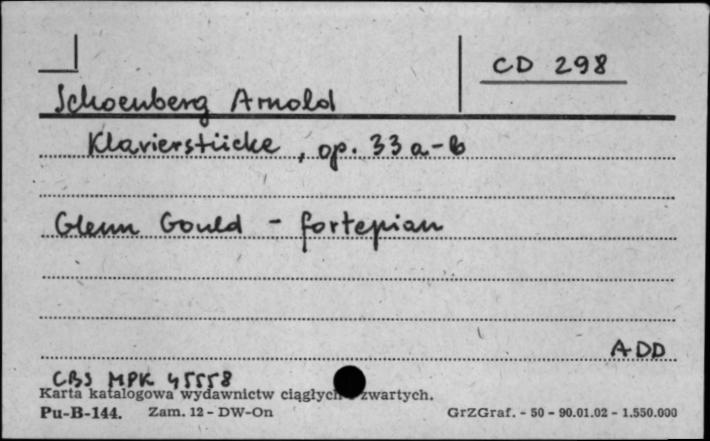 CD 298
Schoenberg Arnold
Klavierstücke, op. 33 a-b
Glenn Gould - fortepian
ADD
CBS MPK 45558
Karta katalogowa wydawnictw ciągłych zwartych.
Pu-B-144. Zam. 12 - DW-On GrZGraf. - 50 - 90.01.02 - 1.550.000